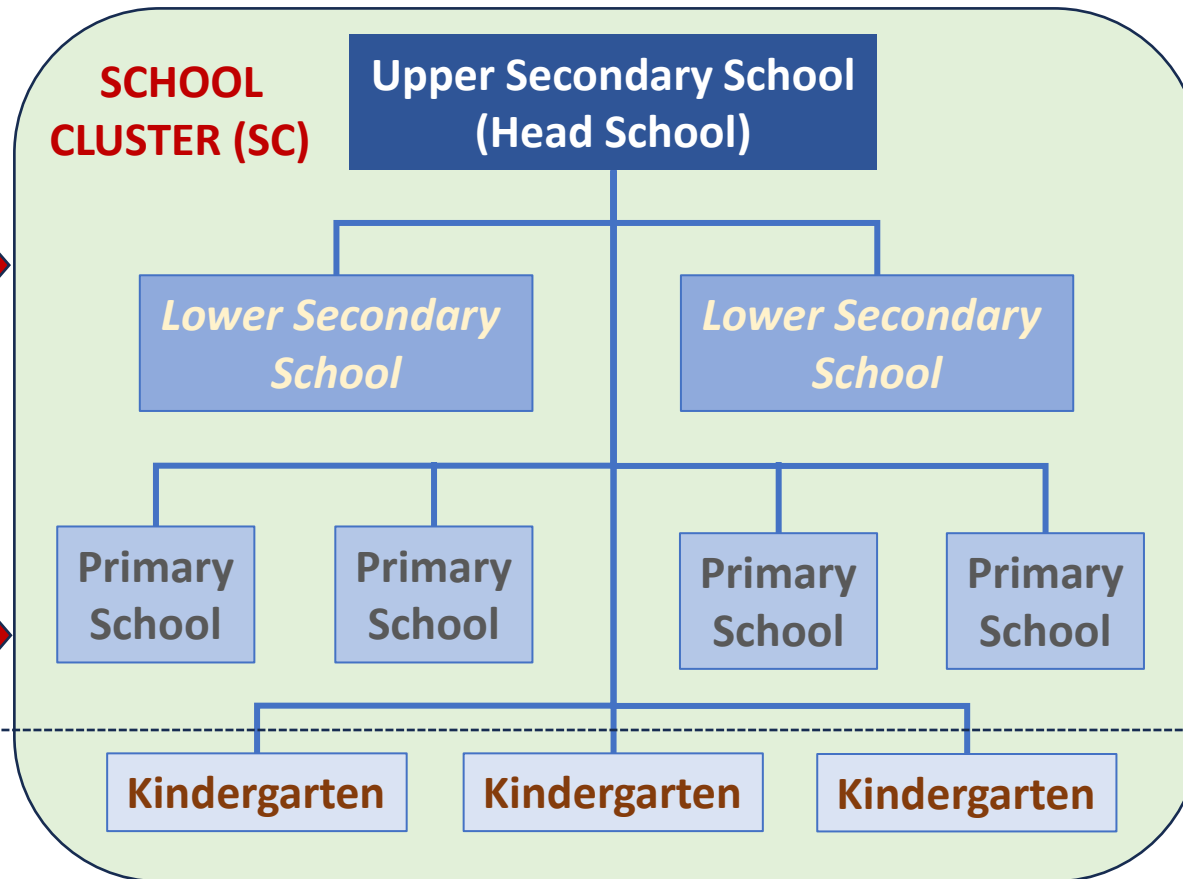 SCHOOL
CLUSTER (SC)
Upper Secondary School
(Head School)
Lower Secondary
School
Lower Secondary
School
Primary
School
Primary
School
Primary
School
Primary
School
Kindergarten
Kindergarten
Kindergarten